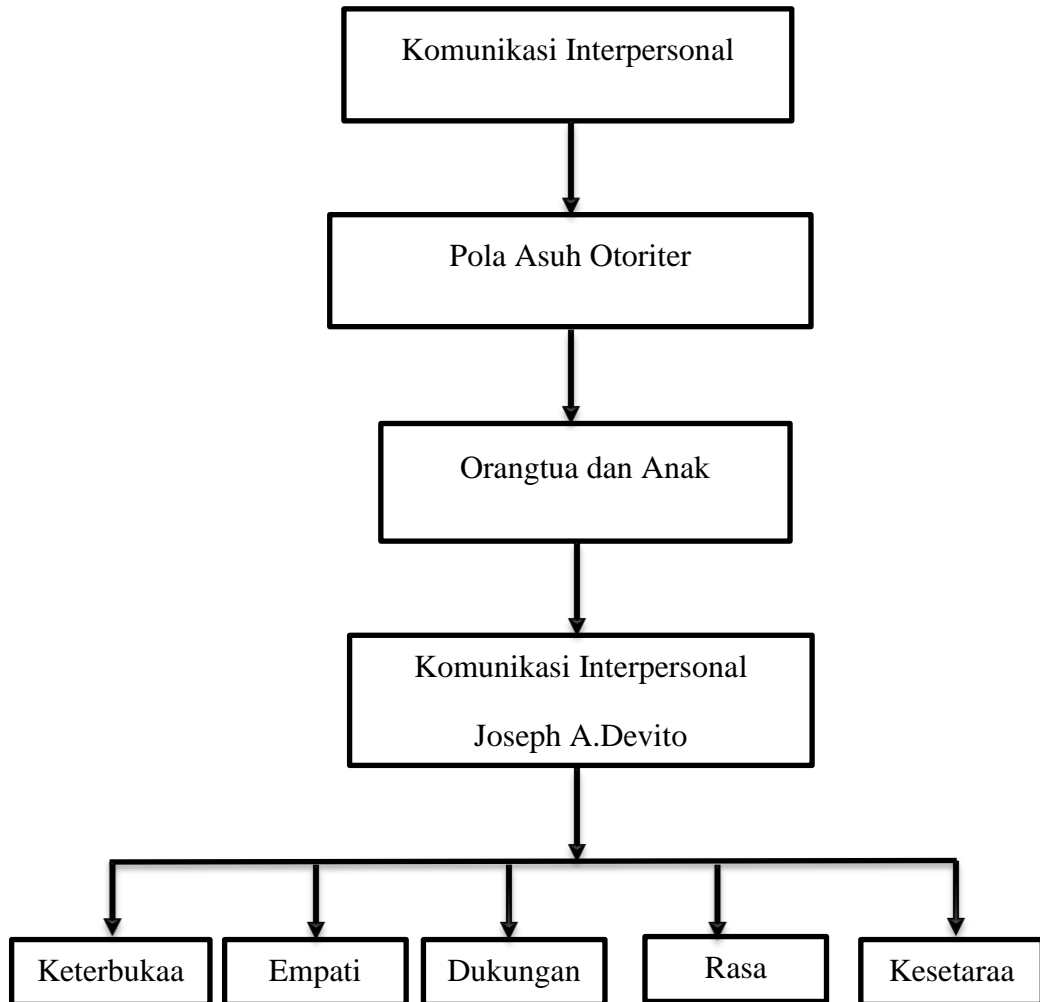 Komunikasi Interpersonal
Pola Asuh Otoriter
Orangtua dan Anak
Komunikasi Interpersonal
Joseph A.Devito
Keterbukaa
Empati
Dukungan
Rasa
Kesetaraa